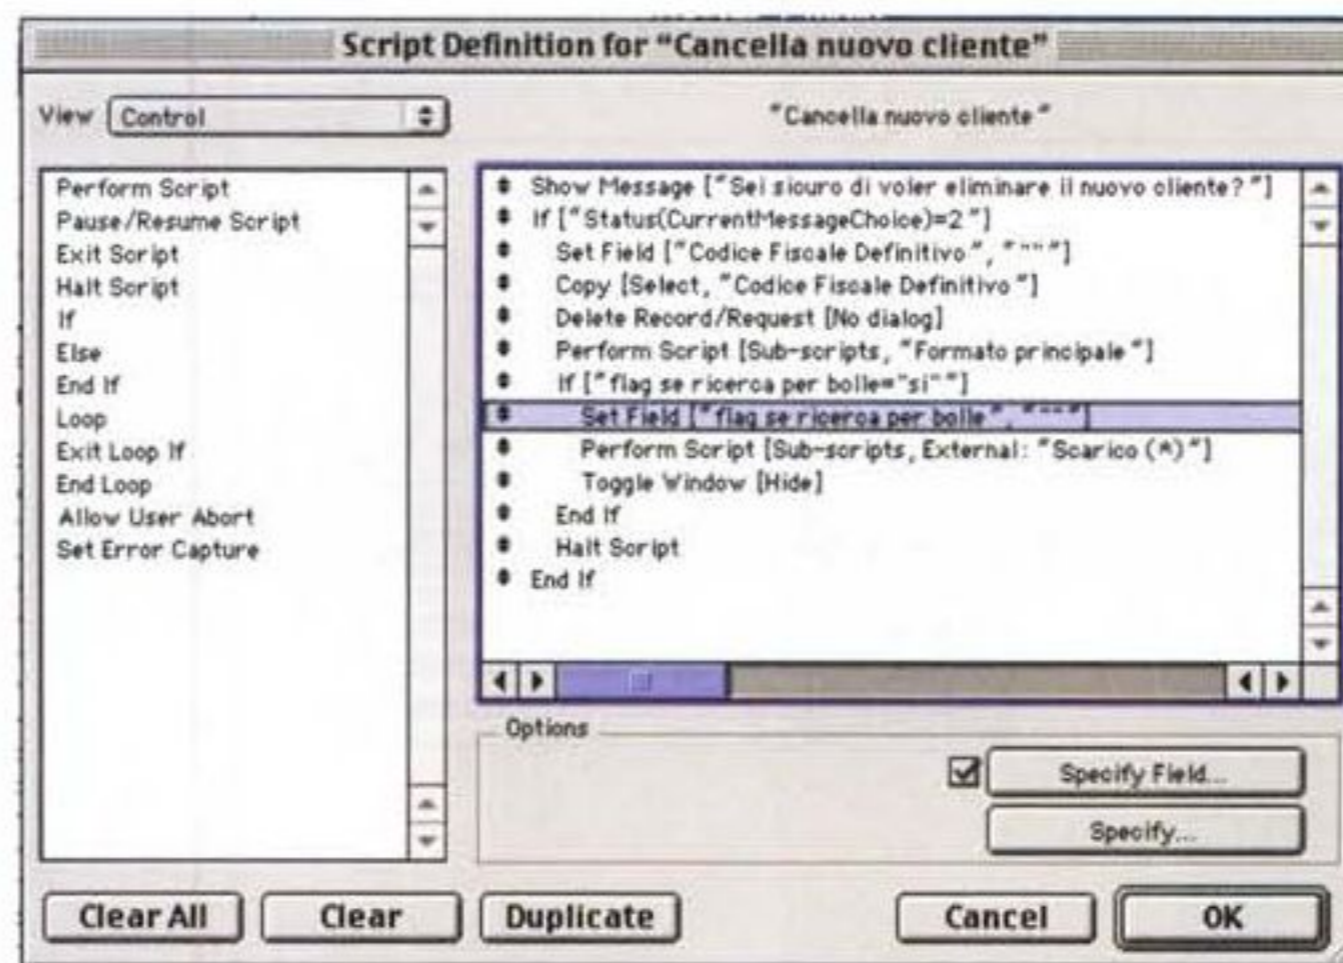 Script Definition for “Cancella nuovo cliente”
View Control
"Cancella nuovo cliente"
Perform Script
Pause/Resume Script
Exit Script
Halt Script
If
Else
End If
Loop
Exit Loop If
End Loop
Allow User Abort
Set Error Capture
Show Message ["Sei sicuro di voler eliminare il nuovo cliente?"]
If ["Status(CurrentMessageChoice)=2"]
Set Field ["Codice Fiscale Definitivo", """"]
Copy [Select, "Codice Fiscale Definitivo"]
Delete Record/Request [No dialog]
Perform Script [Sub-scripts, "Formato principale"]
If ["flag se ricerca per bolle="si""]
Set Field ["flag se ricerca per bolle", """"]
Perform Script [Sub-scripts, External: "Scarico (*)"]
Toggle Window [Hide]
End If
Halt Script
End If
Options
Specify Field...
Specify...
Clear All
Clear
Duplicate
Cancel
OK